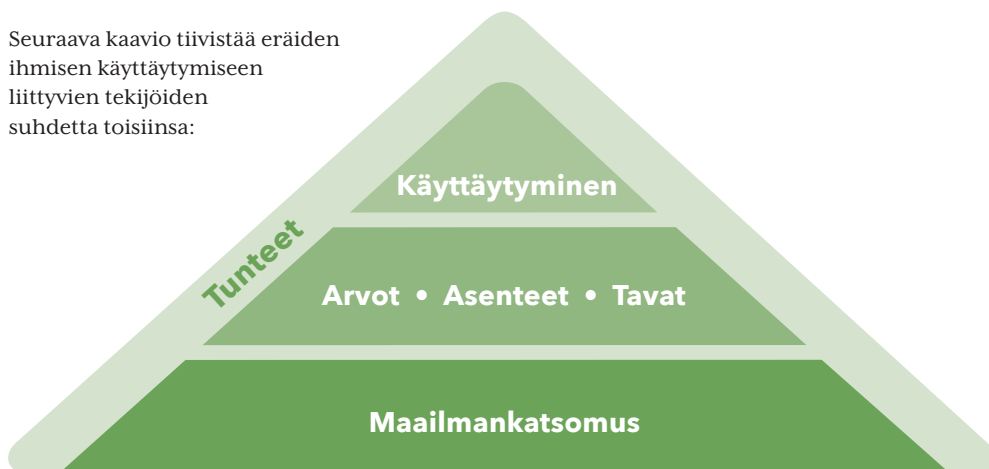 Seuraava kaavio tiivistää eräiden
ihmisen käyttäytymiseen
liittyvien tekijöiden
suhdetta toisiinsa:
Käyttäytyminen
Tunteet
Arvot • Asenteet • Tavat
Maailmankatsomus